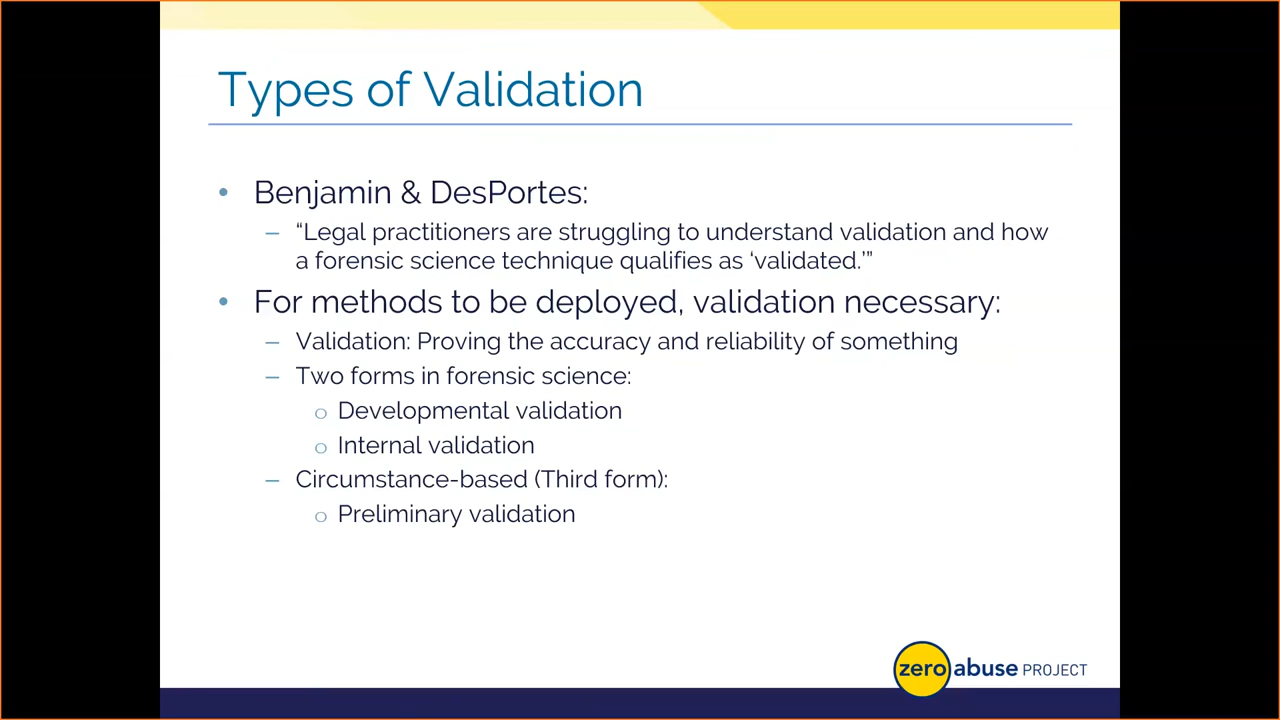 Types of Validation
• Benjamin & DesPortes:
– “Legal practitioners are struggling to understand validation and how
a forensic science technique qualifies as ‘validated.’”
• For methods to be deployed, validation necessary:
– Validation: Proving the accuracy and reliability of something
– Two forms in forensic science:
o Developmental validation
o Internal validation
– Circumstance-based (Third form):
o Preliminary validation
zero abuse PROJECT